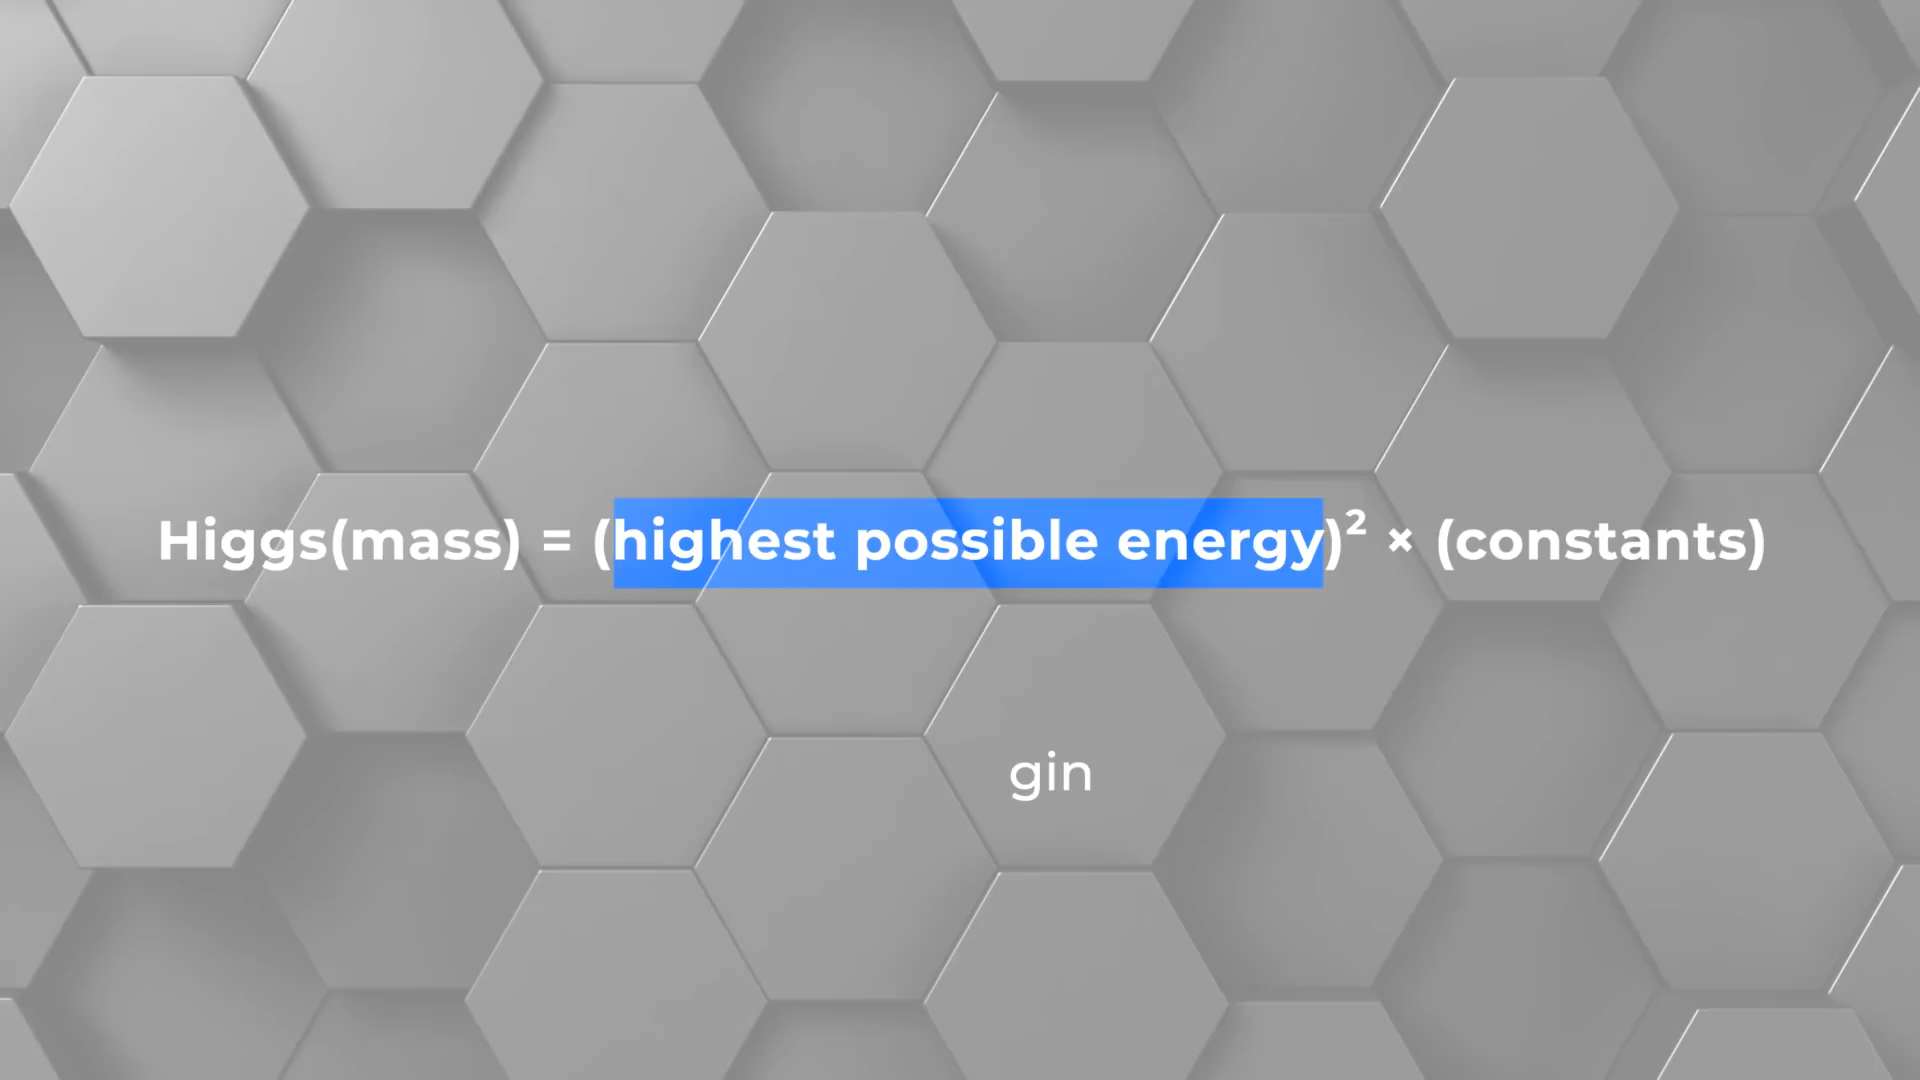 Higgs(mass) = (highest possible energy)² × (constants)
gin